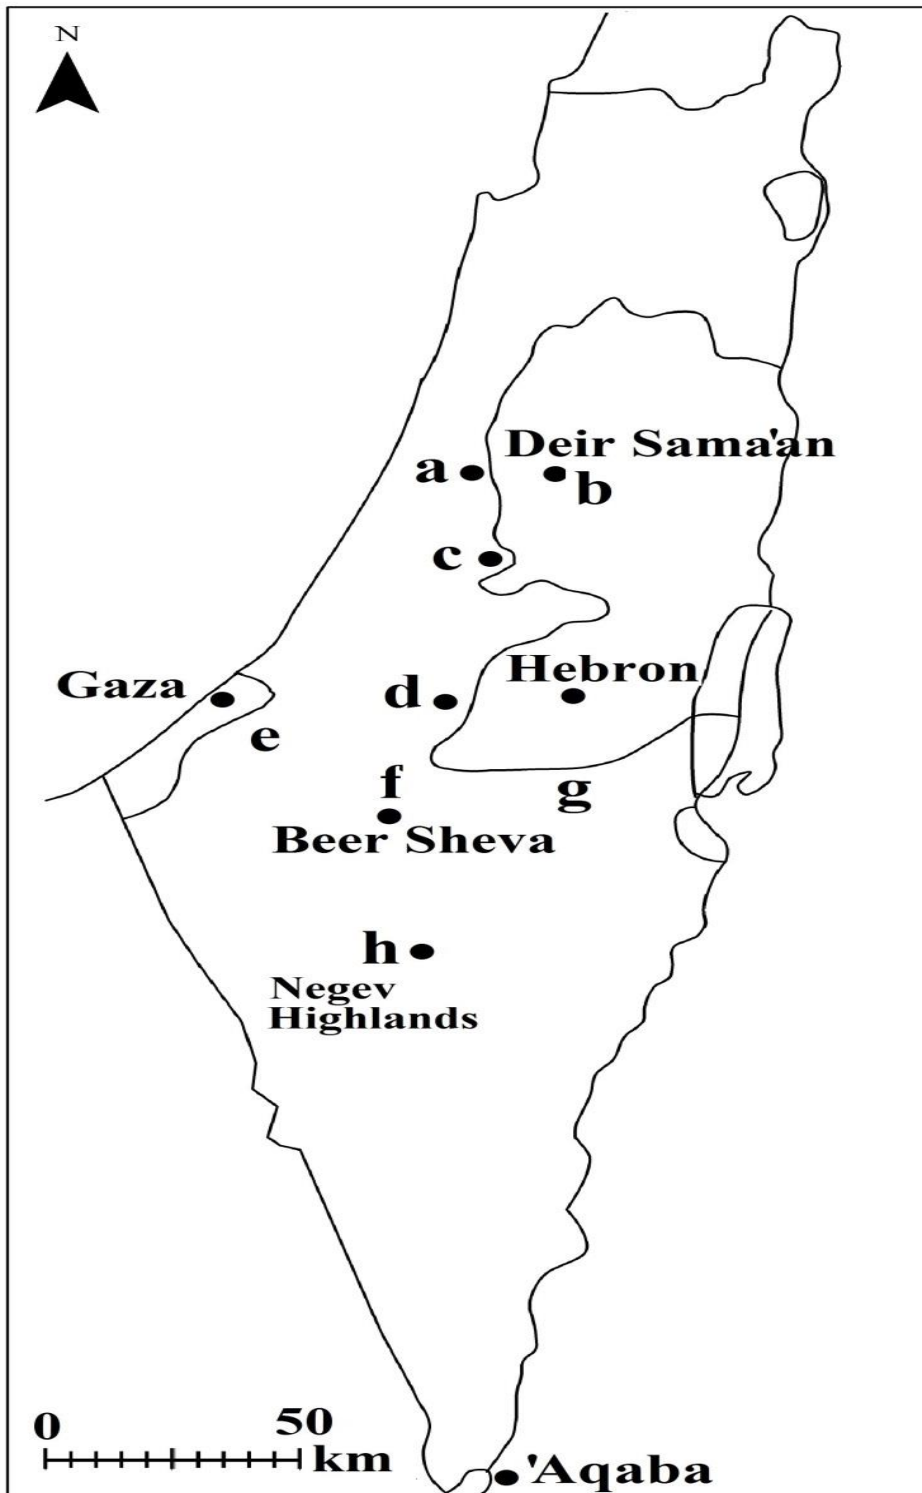 N
Deir Sama'an
a
b
c
Hebron
Gaza
d
e
f
g
Beer Sheva
h
Negev
Highlands
0
50
km
'Aqaba